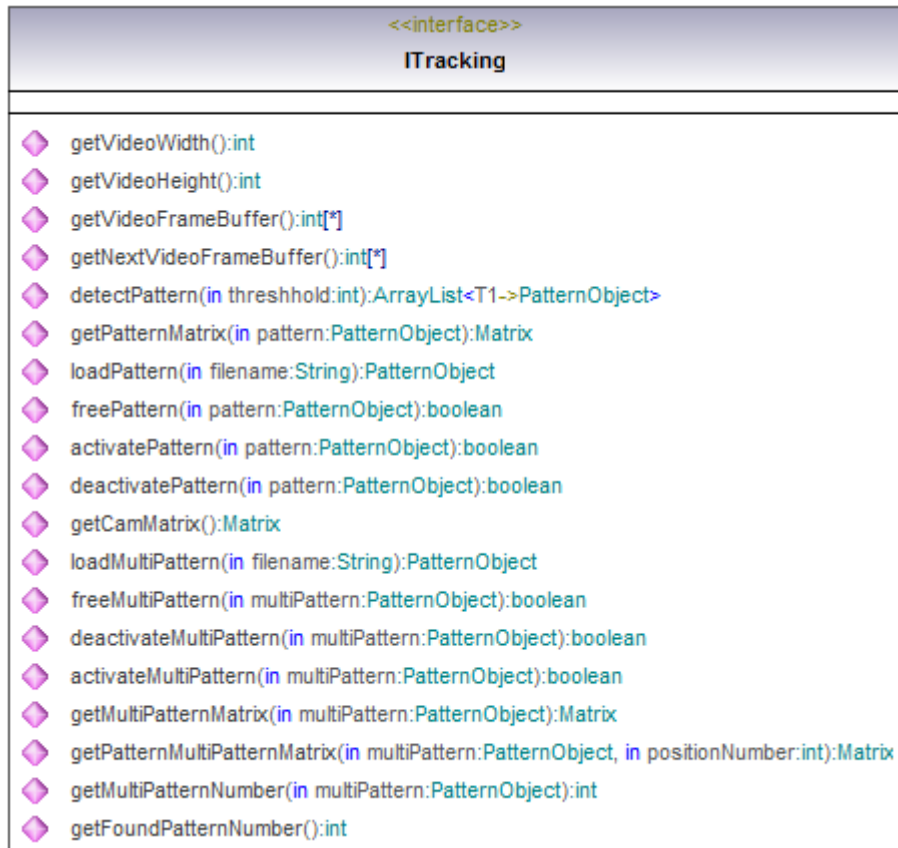 <<interface>>
ITracking
getVideoWidth():int
getVideoHeight():int
getVideoFrameBuffer():int[*]
getNextVideoFrameBuffer():int[*]
detectPattern(in threshhold:int):ArrayList<T1->PatternObject>
getPatternMatrix(in pattern:PatternObject):Matrix
loadPattern(in filename:String):PatternObject
freePattern(in pattern:PatternObject):boolean
activatePattern(in pattern:PatternObject):boolean
deactivatePattern(in pattern:PatternObject):boolean
getCamMatrix():Matrix
loadMultiPattern(in filename:String):PatternObject
freeMultiPattern(in multiPattern:PatternObject):boolean
deactivateMultiPattern(in multiPattern:PatternObject):boolean
activateMultiPattern(in multiPattern:PatternObject):boolean
getMultiPatternMatrix(in multiPattern:PatternObject):Matrix
getPatternMultiPatternMatrix(in multiPattern:PatternObject, in positionNumber:int):Matrix
getMultiPatternNumber(in multiPattern:PatternObject):int
getFoundPatternNumber():int